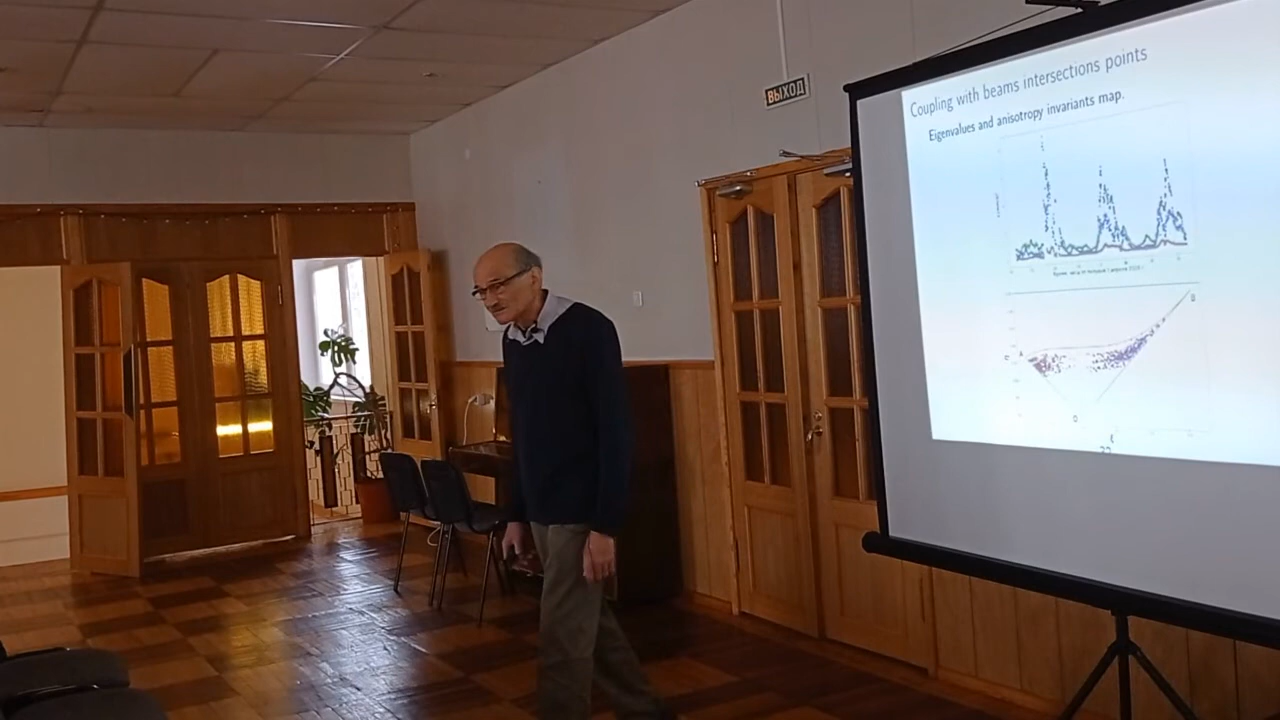 ВЫХОД
Coupling with beams intersections points
Eigenvalues and anisotropy invariants map.
B
A
D